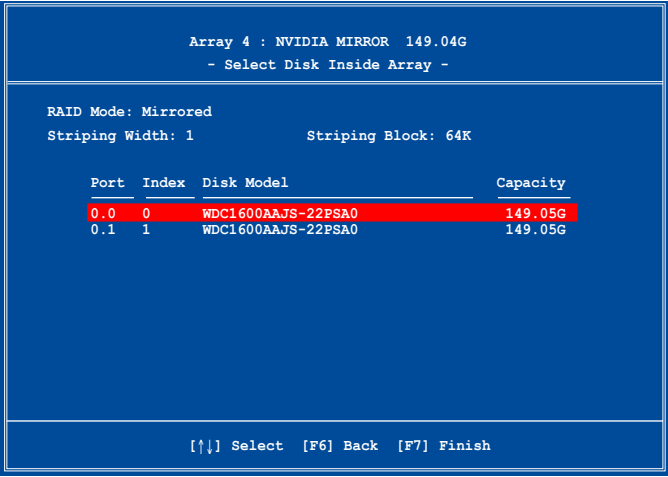 Array 4 : NVIDIA MIRROR 149.04G
- Select Disk Inside Array -
RAID Mode: Mirrored
Striping Width: 1 Striping Block: 64K
Port Index Disk Model Capacity
0.0 0 WDC1600AAJS-22PSA0 149.05G
0.1 1 WDC1600AAJS-22PSA0 149.05G
[↑↓] Select [F6] Back [F7] Finish